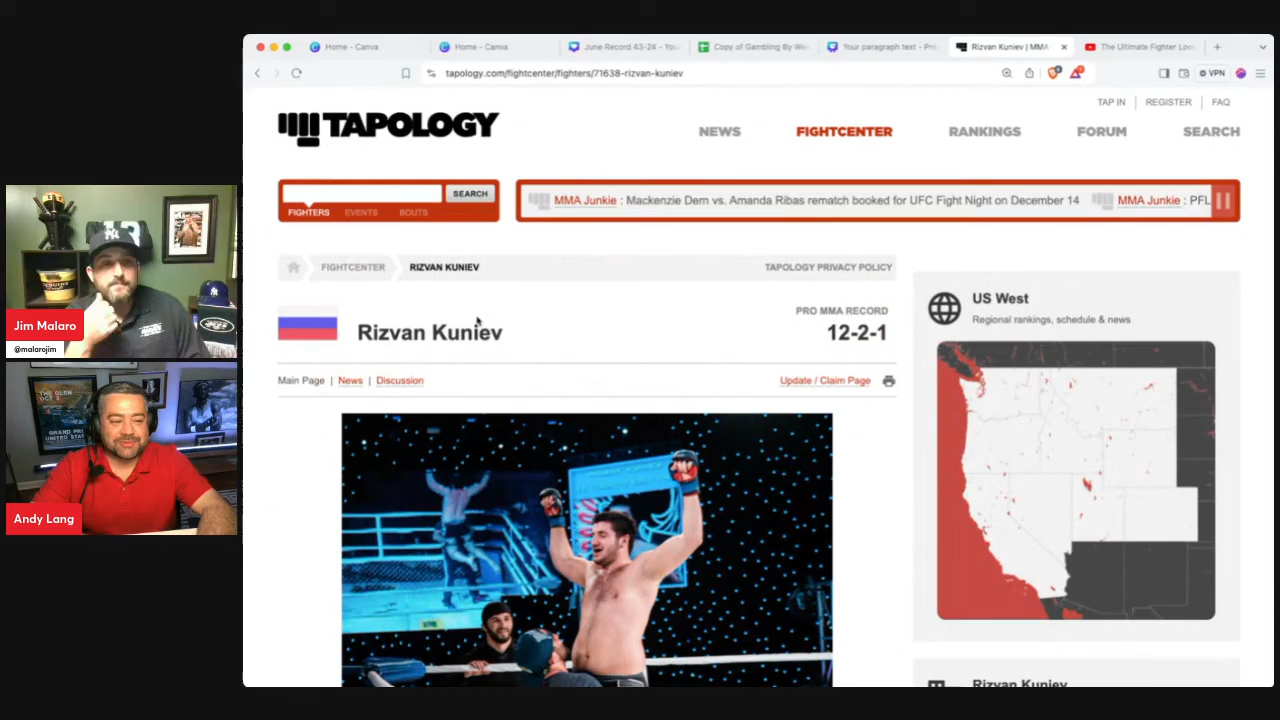 Home - Canva
Home - Canva
June Record 43-24 - You
Copy of Gambling By We
Your paragraph text - Pre
Rizvan Kuniev | MMA
The Ultimate Fighter Loo
tapology.com/fightcenter/fighters/71638-rizvan-kuniev
VPN
TAP IN
REGISTER
FAQ
TAPOLOGY
NEWS
FIGHTCENTER
RANKINGS
FORUM
SEARCH
SEARCH
FIGHTERS
EVENTS
BOUTS
MMA Junkie : Mackenzie Dern vs. Amanda Ribas rematch booked for UFC Fight Night on December 14
MMA Junkie : PFL
FIGHTCENTER
RIZVAN KUNIEV
TAPOLOGY PRIVACY POLICY
Rizvan Kuniev
PRO MMA RECORD
12-2-1
Main Page | News | Discussion
Update / Claim Page
US West
Regional rankings, schedule & news
Rizvan Kuniev
Jim Malaro
@malarojim
Andy Lang